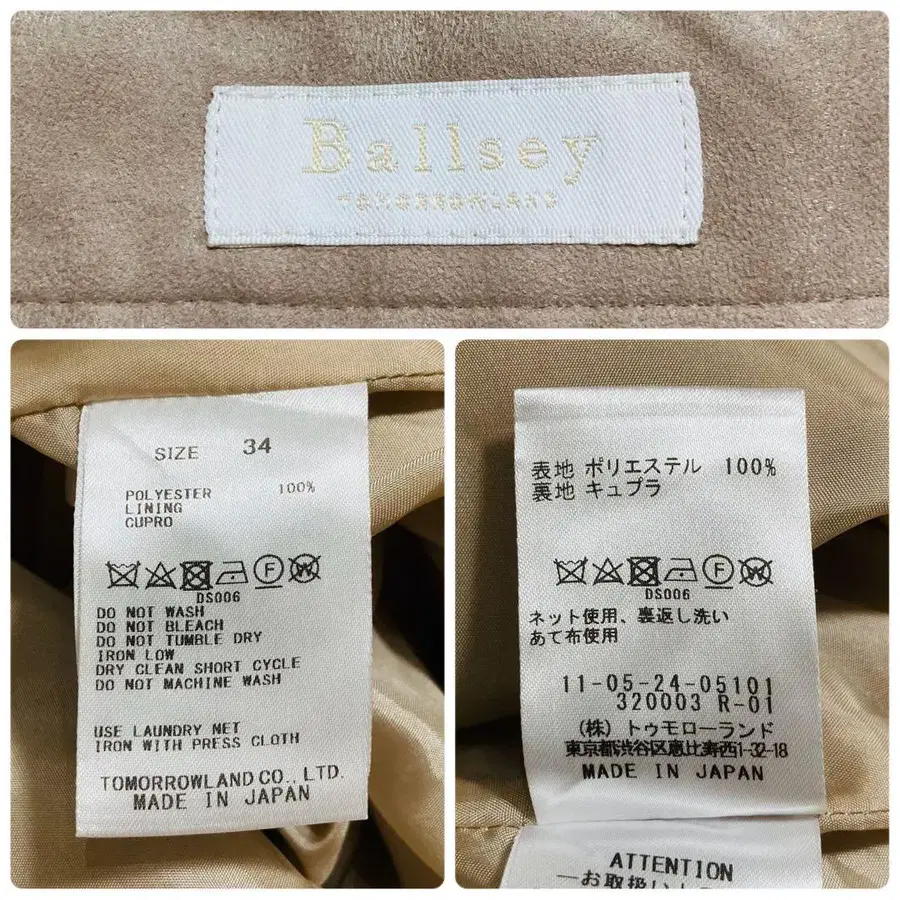 Ballsey
TOMORROWLAND
SIZE 34
POLYESTER 100%
LINING
CUPRO
DS006
DO NOT WASH
DO NOT BLEACH
DO NOT TUMBLE DRY
IRON LOW
DRY CLEAN SHORT CYCLE
DO NOT MACHINE WASH
USE LAUNDRY NET
IRON WITH PRESS CLOTH
TOMORROWLAND CO., LTD.
MADE IN JAPAN
表地 ポリエステル 100%
裏地 キュプラ
DS006
ネット使用、裏返し洗い
あて布使用
11-05-24-05101
320003 R-01
(株) トゥモローランド
東京都渋谷区恵比寿西1-32-18
MADE IN JAPAN
ATTENTION